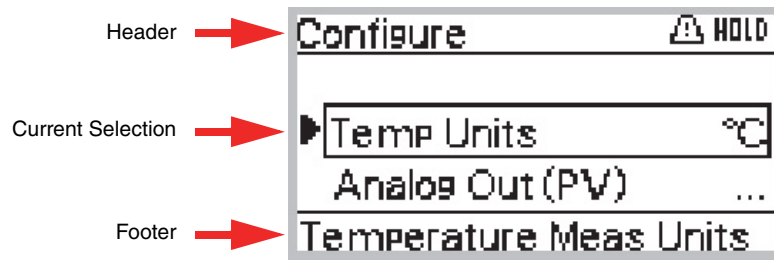 Header
Configure HOLD
Current Selection
Temp Units °C
Analog Out (PV) ...
Footer
Temperature Meas Units